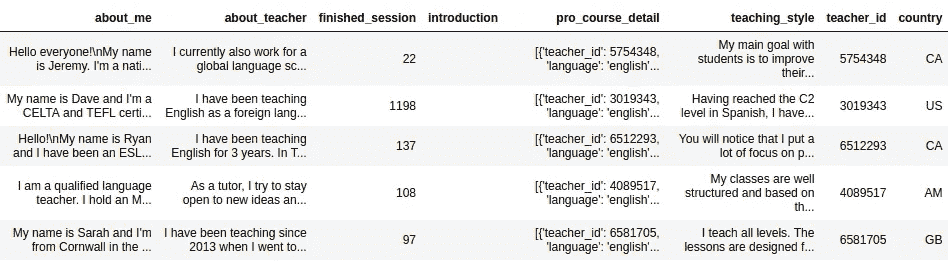 about_me about_teacher finished_session introduction pro_course_detail teaching_style teacher_id country
Hello everyone!\nMy name is Jeremy. I'm a nati... I currently also work for a global language sc... 22 [{'teacher_id': 5754348, 'language': 'english'... My main goal with students is to improve their... 5754348 CA
My name is Dave and I'm a CELTA and TEFL certi... I have been teaching English as a foreign lang... 1198 [{'teacher_id': 3019343, 'language': 'english'... Having reached the C2 level in Spanish, I have... 3019343 US
Hello!\nMy name is Ryan and I have been an ESL... I have been teaching English for 3 years. In T... 137 [{'teacher_id': 6512293, 'language': 'english'... You will notice that I put a lot of focus on p... 6512293 CA
I am a qualified language teacher. I hold an M... As a tutor, I try to stay open to new ideas an... 108 [{'teacher_id': 4089517, 'language': 'english'... My classes are well structured and based on th... 4089517 AM
My name is Sarah and I'm from Cornwall in the ... I have been teaching since 2013 when I went to... 97 [{'teacher_id': 6581705, 'language': 'english'... I teach all levels. The lessons are designed f... 6581705 GB